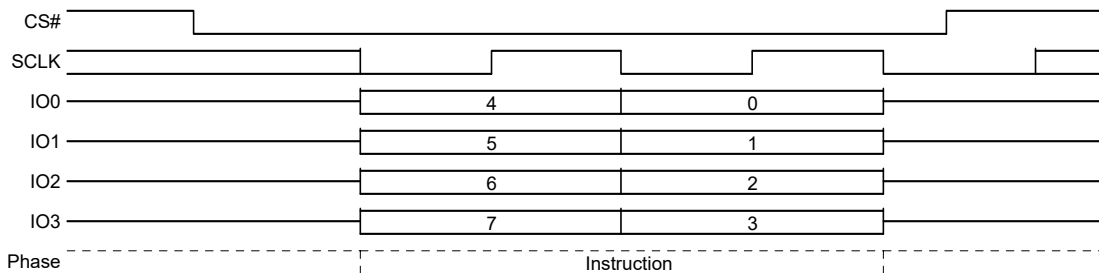 CS#
SCLK
IO0 4 0
IO1 5 1
IO2 6 2
IO3 7 3
Phase Instruction